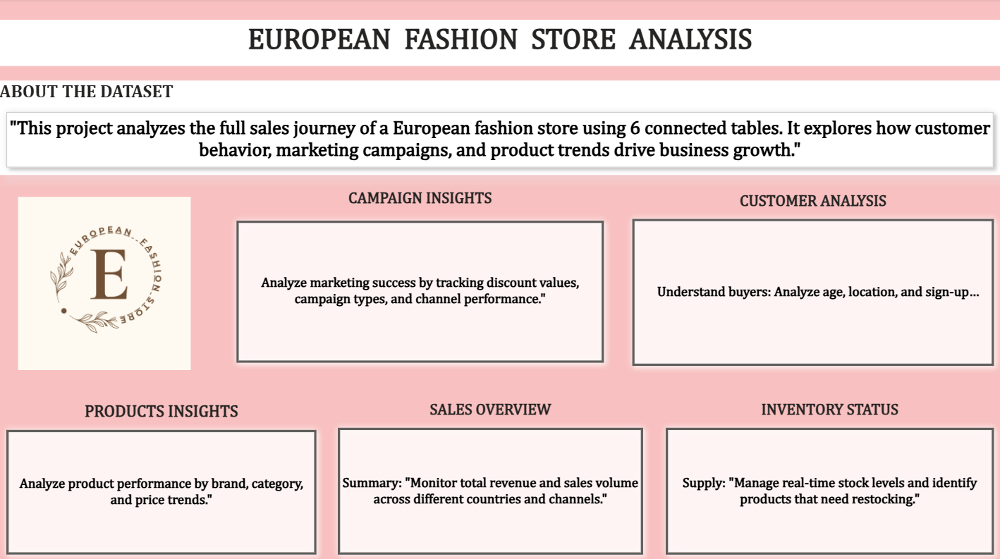 EUROPEAN FASHION STORE ANALYSIS
ABOUT THE DATASET
"This project analyzes the full sales journey of a European fashion store using 6 connected tables. It explores how customer
behavior, marketing campaigns, and product trends drive business growth."
EUROPEAN FASHION STORE
E
CAMPAIGN INSIGHTS
Analyze marketing success by tracking discount values,
campaign types, and channel performance."
CUSTOMER ANALYSIS
Understand buyers: Analyze age, location, and sign-up...
PRODUCTS INSIGHTS
Analyze product performance by brand, category,
and price trends."
SALES OVERVIEW
Summary: "Monitor total revenue and sales volume
across different countries and channels."
INVENTORY STATUS
Supply: "Manage real-time stock levels and identify
products that need restocking."